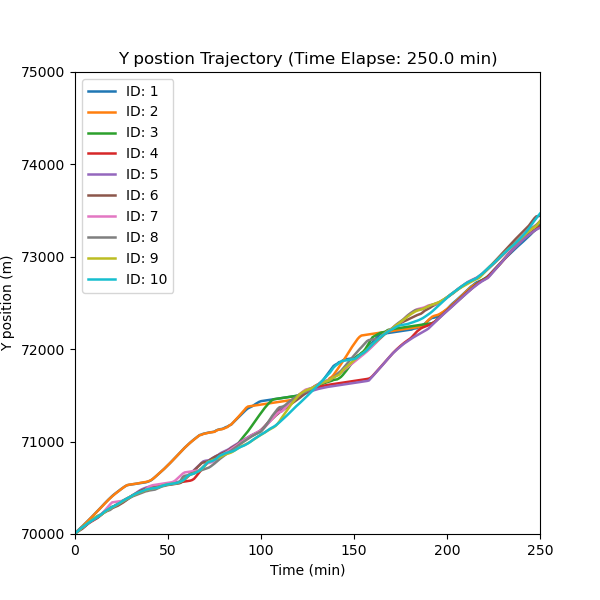 Y postion Trajectory (Time Elapse: 250.0 min)
75000
74000
73000
72000
71000
70000
Y position (m)
ID: 1
ID: 2
ID: 3
ID: 4
ID: 5
ID: 6
ID: 7
ID: 8
ID: 9
ID: 10
0 50 100 150 200 250
Time (min)